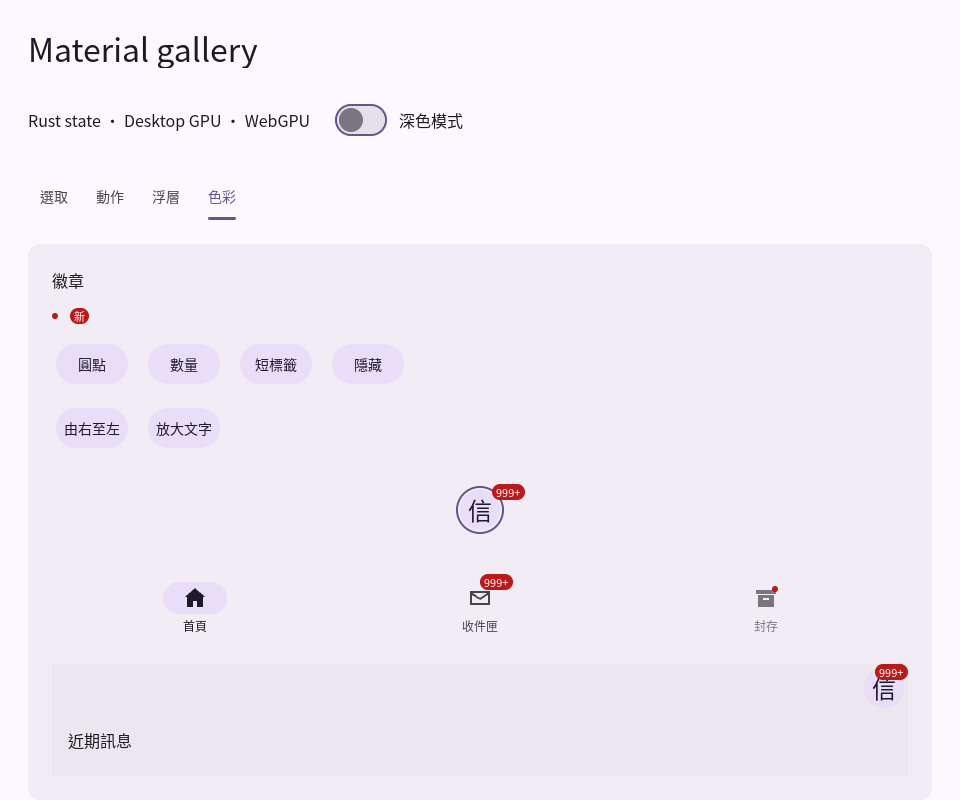 Material gallery
Rust state · Desktop GPU · WebGPU 深色模式
選取 動作 浮層 色彩
徽章
新
圓點 數量 短標籤 隱藏
由右至左 放大文字
信 999+
999+
首頁 收件匣 封存
信 999+
近期訊息